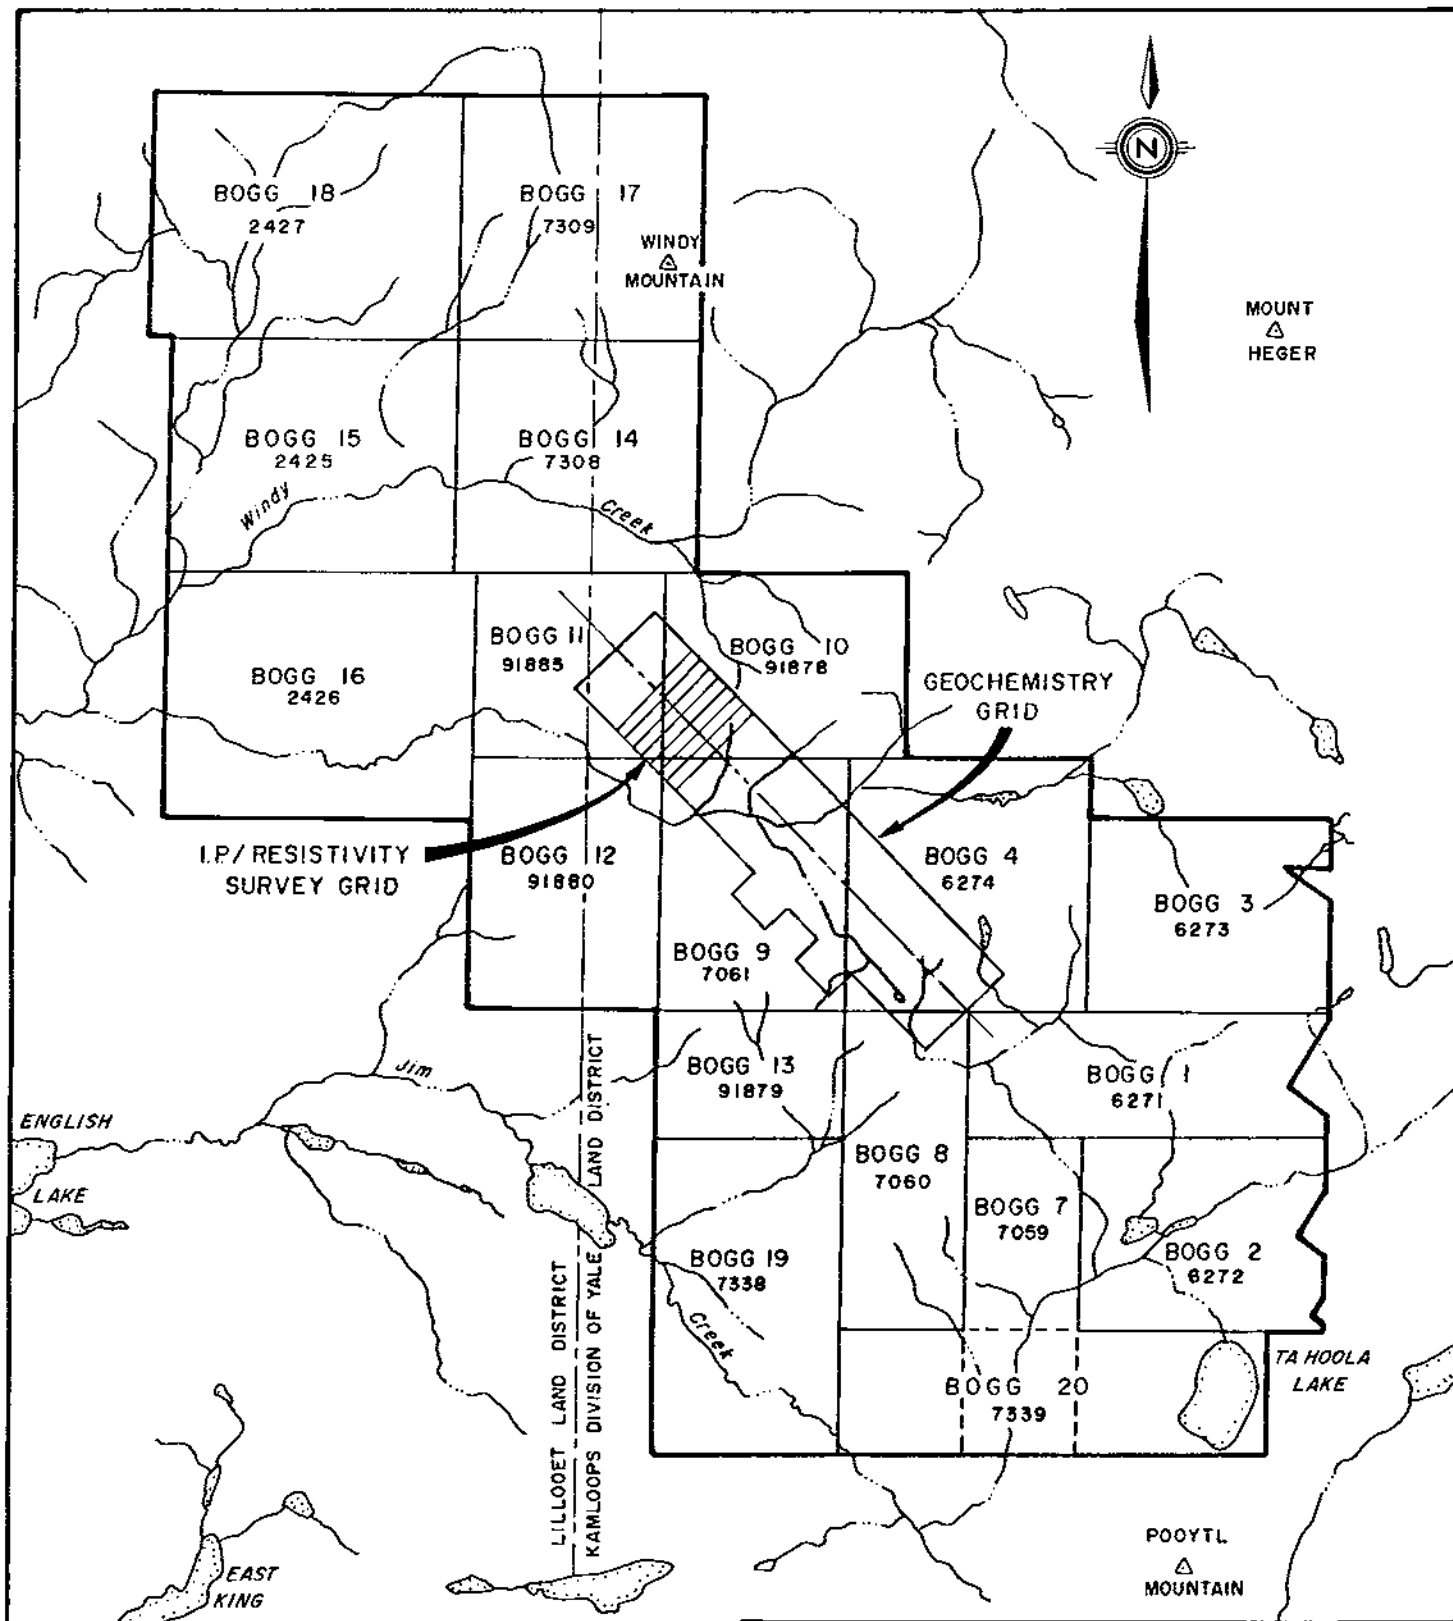 N
BOGG 18
2427
BOGG 17
7309
WINDY
MOUNTAIN
MOUNT
HEGER
BOGG 15
2425
BOGG 14
7308
Windy
Creek
BOGG 16
2426
BOGG 11
91885
BOGG 10
91878
GEOCHEMISTRY
GRID
I.P./RESISTIVITY
SURVEY GRID
BOGG 12
91880
BOGG 4
6274
BOGG 3
6273
BOGG 9
7061
BOGG 13
91879
BOGG 1
6271
Jim
Creek
ENGLISH
LAKE
BOGG 8
7060
BOGG 7
7059
BOGG 2
6272
BOGG 19
7338
LILLOOET LAND DISTRICT
KAMLOOPS DIVISION OF YALE LAND DISTRICT
BOGG 20
7339
TA HOOLA
LAKE
EAST
KING
POOYTL
MOUNTAIN